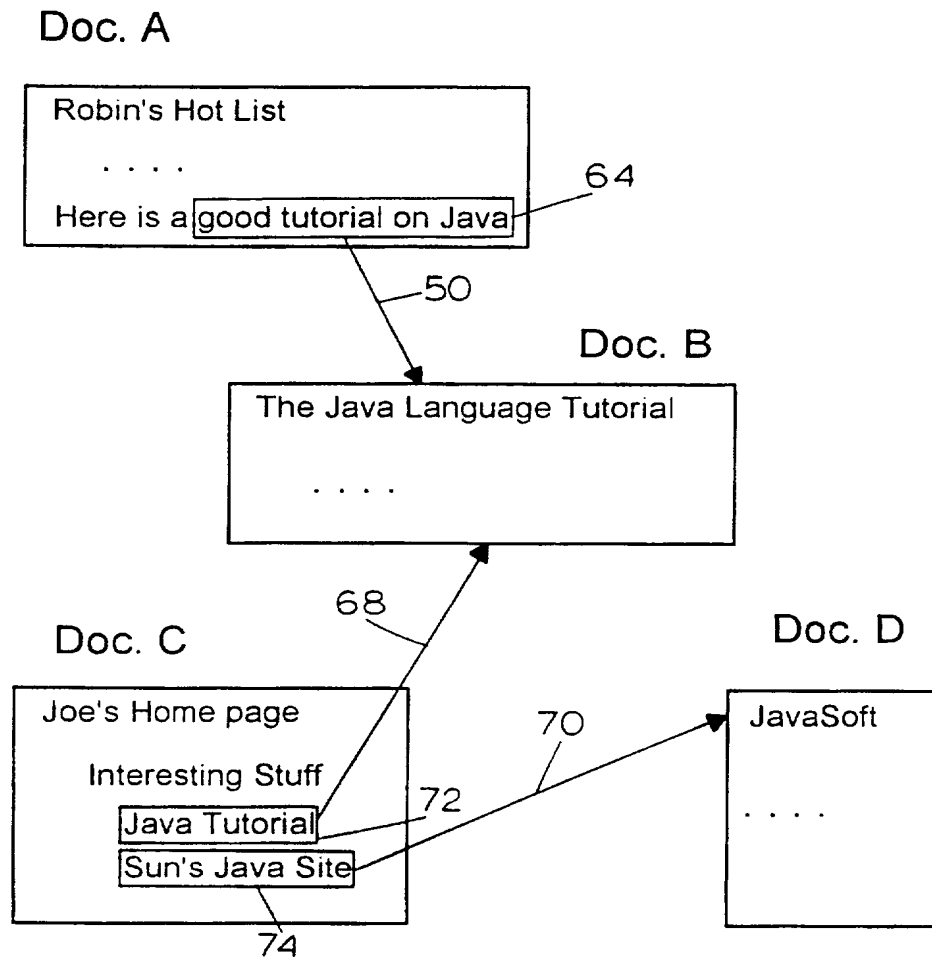 Doc. A
Robin's Hot List
. . . .
64
Here is a good tutorial on Java
50
Doc. B
The Java Language Tutorial
. . . .
68
Doc. C
Doc. D
Joe's Home page
70
JavaSoft
Interesting Stuff
72
Java Tutorial
. . . .
Sun's Java Site
74